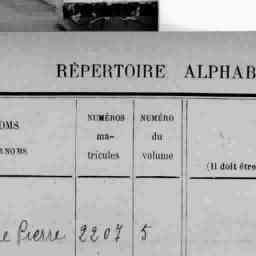 RÉPERTOIRE ALPHAB
OMS
NOMS
NUMÉROS
ma-
tricules
NUMÉRO
du
volume
(Il doit être
Pierre 2207 5